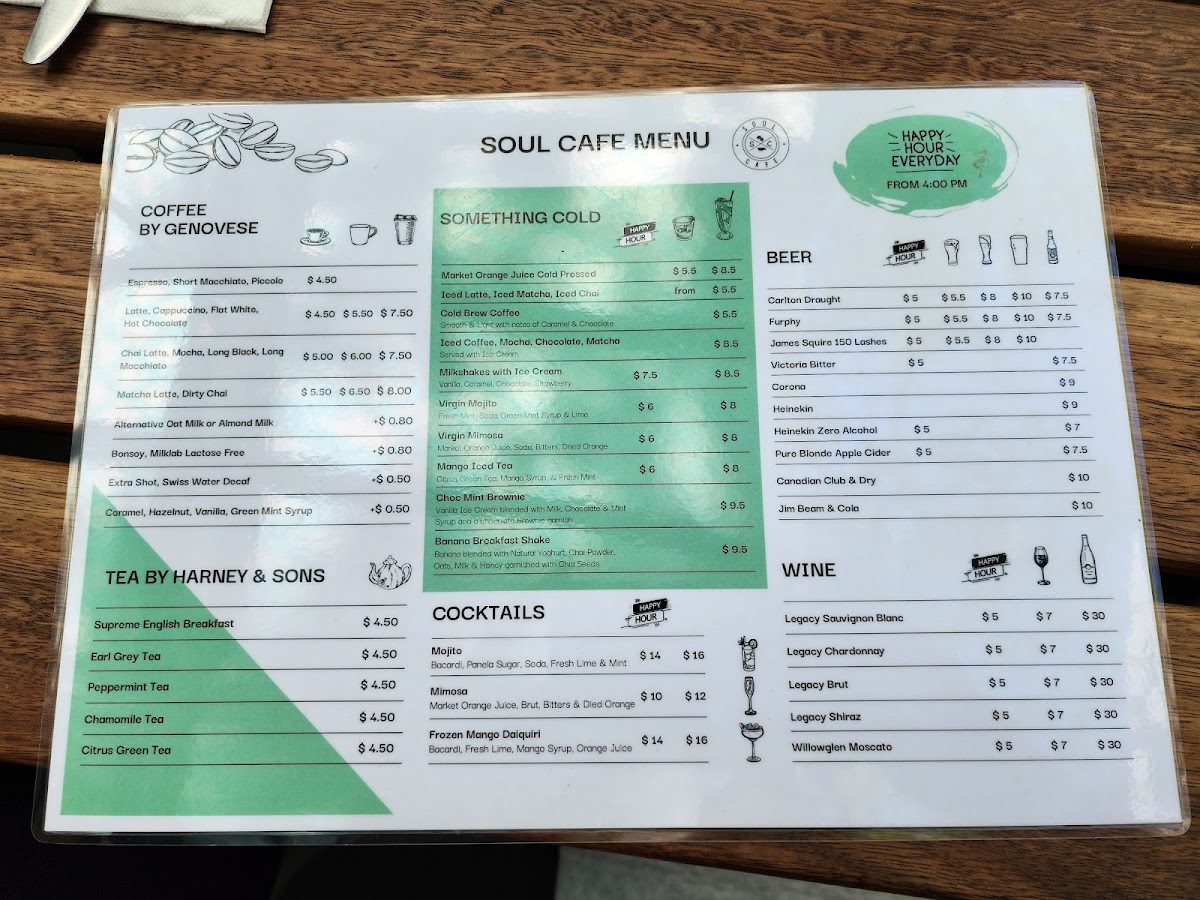 SOUL CAFE MENU
SOUL
S C
CAFE
HAPPY
HOUR
EVERYDAY
FROM 4:00 PM
COFFEE
BY GENOVESE
Espresso, Short Macchiato, Piccolo $ 4.50
Latte, Cappuccino, Flat White,
Hot Chocolate $ 4.50 $ 5.50 $ 7.50
Chai Latte, Mocha, Long Black, Long
Macchiato $ 5.00 $ 6.00 $ 7.50
Matcha Latte, Dirty Chai $ 5.50 $ 6.50 $ 8.00
Alternative Oat Milk or Almond Milk +$ 0.80
Bonsoy, Milklab Lactose Free +$ 0.80
Extra Shot, Swiss Water Decaf +$ 0.50
Caramel, Hazelnut, Vanilla, Green Mint Syrup +$ 0.50
TEA BY HARNEY & SONS
Supreme English Breakfast $ 4.50
Earl Grey Tea $ 4.50
Peppermint Tea $ 4.50
Chamomile Tea $ 4.50
Citrus Green Tea $ 4.50
SOMETHING COLD
HAPPY
HOUR
Market Orange Juice Cold Pressed $ 5.5 $ 8.5
Iced Latte, Iced Matcha, Iced Chai from $ 5.5
Cold Brew Coffee $ 5.5
Smooth & Light with notes of Caramel & Chocolate
Iced Coffee, Mocha, Chocolate, Matcha $ 8.5
Served with Ice Cream
Milkshakes with Ice Cream $ 7.5 $ 8.5
Vanilla, Caramel, Chocolate, Strawberry
Virgin Mojito $ 6 $ 8
Fresh Mint, Soda, Green Mint Syrup & Lime
Virgin Mimosa $ 6 $ 8
Market Orange Juice, Soda, Bitters, Dried Orange
Mango Iced Tea $ 6 $ 8
Citrus Green Tea, Mango Syrup, & Fresh Mint
Choc Mint Brownie $ 9.5
Vanilla Ice Cream blended with Milk, Chocolate & Mint
Syrup and a Chocolate Brownie garnish
Banana Breakfast Shake $ 9.5
Banana blended with Natural Yoghurt, Chai Powder,
Oats, Milk & Honey garnished with Chia Seeds
COCKTAILS
HAPPY
HOUR
Mojito $ 14 $ 16
Bacardi, Panela Sugar, Soda, Fresh Lime & Mint
Mimosa $ 10 $ 12
Market Orange Juice, Brut, Bitters & Died Orange
Frozen Mango Daiquiri $ 14 $ 16
Bacardi, Fresh Lime, Mango Syrup, Orange Juice
BEER
HAPPY
HOUR
Carlton Draught $ 5 $ 5.5 $ 8 $ 10 $ 7.5
Furphy $ 5 $ 5.5 $ 8 $ 10 $ 7.5
James Squire 150 Lashes $ 5 $ 5.5 $ 8 $ 10
Victoria Bitter $ 5 $ 7.5
Corona $ 9
Heinekin $ 9
Heinekin Zero Alcohol $ 5 $ 7
Pure Blonde Apple Cider $ 5 $ 7.5
Canadian Club & Dry $ 10
Jim Beam & Cola $ 10
WINE
HAPPY
HOUR
Legacy Sauvignon Blanc $ 5 $ 7 $ 30
Legacy Chardonnay $ 5 $ 7 $ 30
Legacy Brut $ 5 $ 7 $ 30
Legacy Shiraz $ 5 $ 7 $ 30
Willowglen Moscato $ 5 $ 7 $ 30